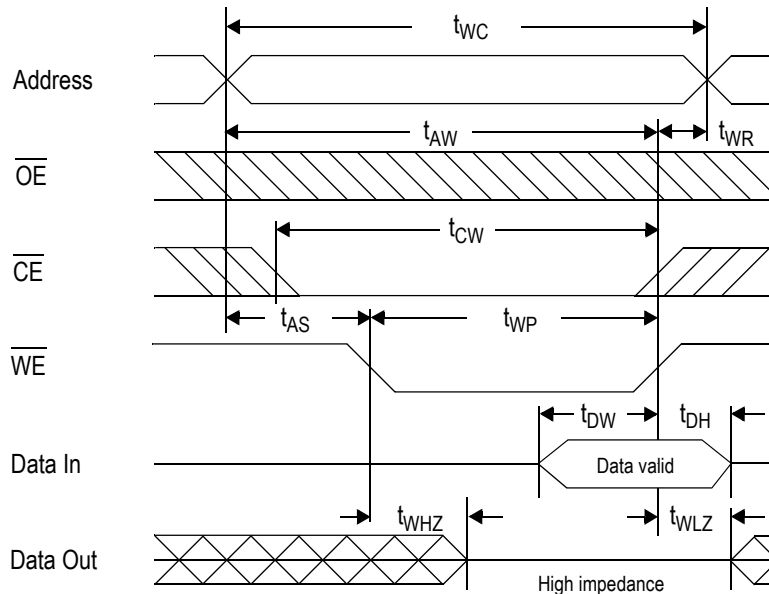 tWC
Address
tAW
tWR
OE
tCW
CE
tAS
tWP
WE
tDW
tDH
Data In
Data valid
tWHZ
tWLZ
Data Out
High impedance